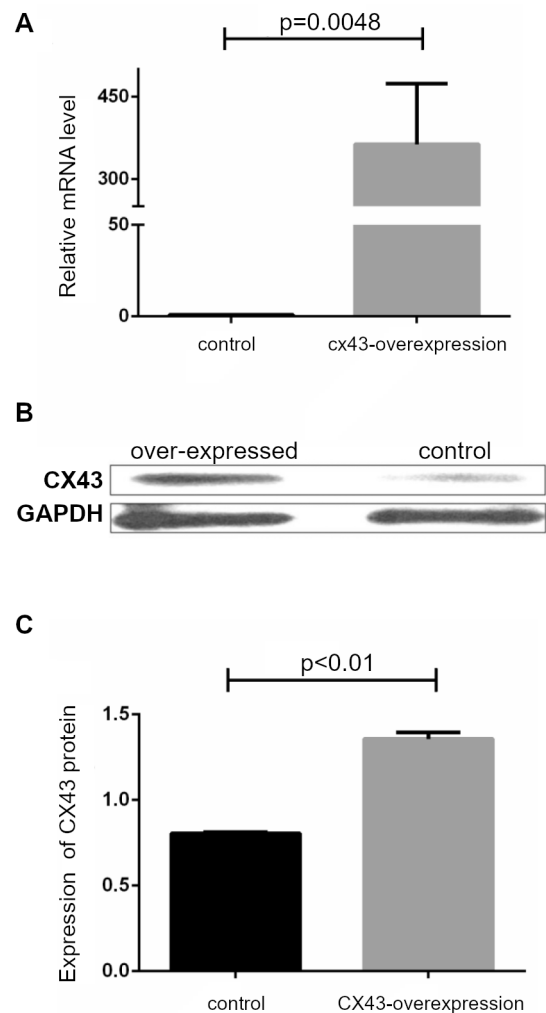 A
p=0.0048
Relative mRNA level
450
300
50
0
control
cx43-overexpression
B
over-expressed
control
CX43
GAPDH
C
p<0.01
Expression of CX43 protein
1.5
1.0
0.5
0.0
control
CX43-overexpression